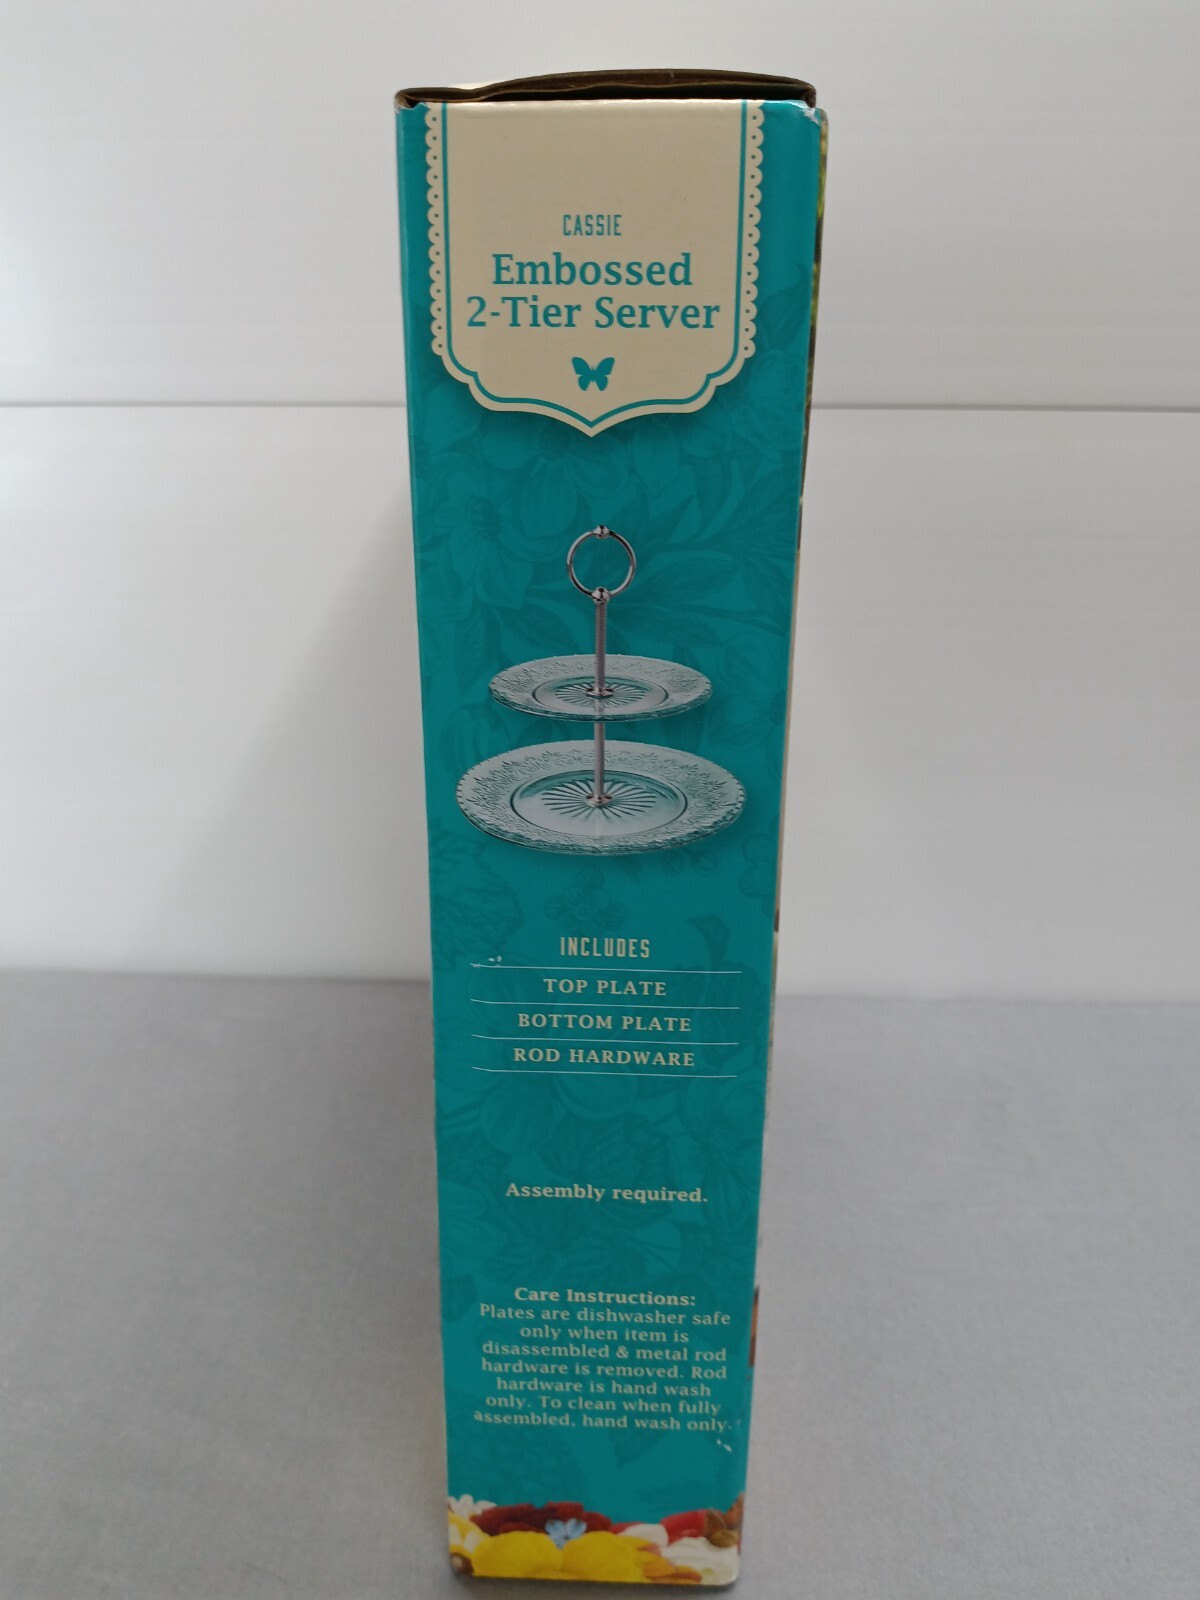 CASSIE
Embossed
2-Tier Server
INCLUDES
TOP PLATE
BOTTOM PLATE
ROD HARDWARE
Assembly required.
Care Instructions:
Plates are dishwasher safe
only when item is
disassembled & metal rod
hardware is removed. Rod
hardware is hand wash
only. To clean when fully
assembled, hand wash only.